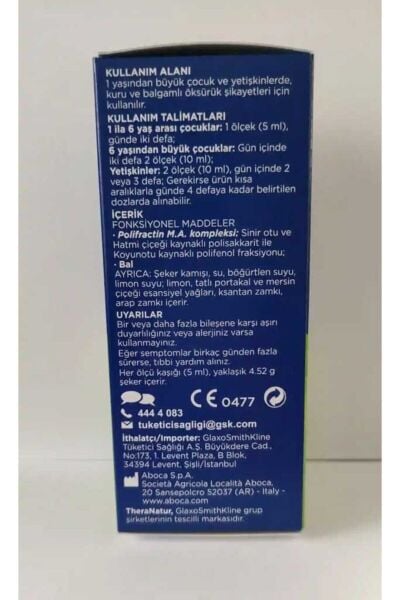 KULLANIM ALANI
1 yaşından büyük çocuk ve yetişkinlerde,
kuru ve balgamlı öksürük şikayetleri için
kullanılır.
KULLANIM TALİMATLARI
1 ila 6 yaş arası çocuklar: 1 ölçek (5 ml),
günde iki defa;
6 yaşından büyük çocuklar: Gün içinde
iki defa 2 ölçek (10 ml);
Yetişkinler: 2 ölçek (10 ml), gün içinde 2
veya 3 defa; Gerekirse ürün kısa
aralıklarla günde 4 defaya kadar belirtilen
dozlarda alınabilir.
İÇERİK
FONKSİYONEL MADDELER
· Polifractin M.A. kompleksi: Sinir otu ve
Hatmi çiçeği kaynaklı polisakkarit ile
Koyunotu kaynaklı polifenol fraksiyonu;
· Bal
AYRICA: Şeker kamışı, su, böğürtlen suyu,
limon suyu; limon, tatlı portakal ve mersin
çiçeği esansiyel yağları, ksantan zamkı,
arap zamkı içerir.
UYARILAR
Bir veya daha fazla bileşene karşı aşırı
duyarlılığınız veya alerjiniz varsa
kullanmayınız.
Eğer semptomlar birkaç günden fazla
sürerse, tıbbi yardım alınız.
Her ölçü kaşığı (5 ml), yaklaşık 4.52 g
şeker içerir.
CE 0477
444 4 083
tuketicisagligi@gsk.com
İthalatçı/Importer: GlaxoSmithKline
Tüketici Sağlığı A.Ş. Büyükdere Cad.,
No:173, 1. Levent Plaza, B Blok,
34394 Levent, Şişli/İstanbul
Aboca S.p.A.
Società Agricola Località Aboca,
20 Sansepolcro 52037 (AR) - Italy -
www.aboca.com
TheraNatur, GlaxoSmithKline grup
şirketlerinin tescilli markasıdır.